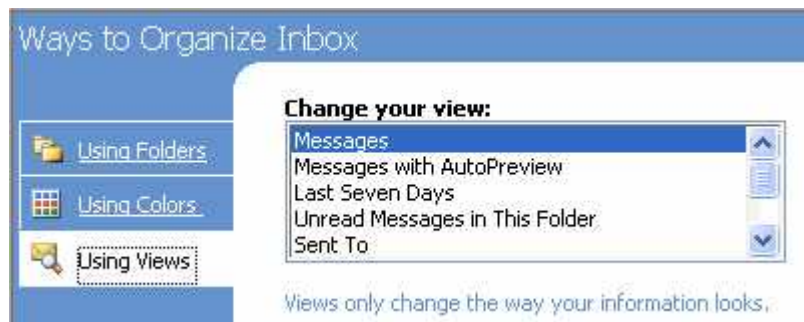 Ways to Organize Inbox
Using Folders
Using Colors
Using Views
Change your view:
Messages
Messages with AutoPreview
Last Seven Days
Unread Messages in This Folder
Sent To
Views only change the way your information looks.